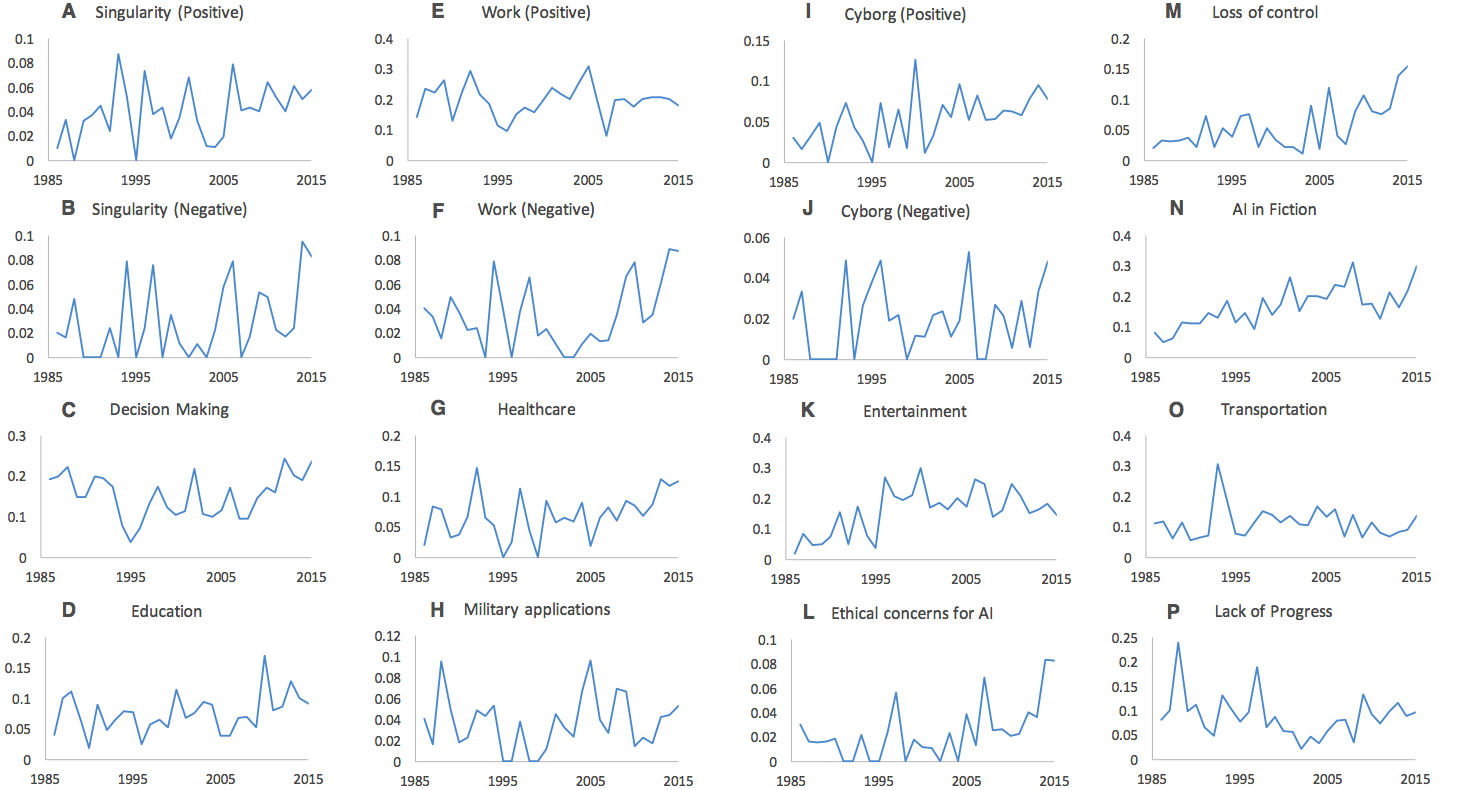 A Singularity (Positive)
0.1
0.08
0.06
0.04
0.02
0
1985 1995 2005 2015
B Singularity (Negative)
0.1
0.08
0.06
0.04
0.02
0
1985 1995 2005 2015
C Decision Making
0.3
0.2
0.1
0
1985 1995 2005 2015
D Education
0.2
0.15
0.1
0.05
0
1985 1995 2005 2015
E Work (Positive)
0.4
0.3
0.2
0.1
0
1985 1995 2005 2015
F Work (Negative)
0.1
0.08
0.06
0.04
0.02
0
1985 1995 2005 2015
G Healthcare
0.2
0.15
0.1
0.05
0
1985 1995 2005 2015
H Military applications
0.12
0.1
0.08
0.06
0.04
0.02
0
1985 1995 2005 2015
I Cyborg (Positive)
0.15
0.1
0.05
0
1985 1995 2005 2015
J Cyborg (Negative)
0.06
0.04
0.02
0
1985 1995 2005 2015
K Entertainment
0.4
0.3
0.2
0.1
0
1985 1995 2005 2015
L Ethical concerns for AI
0.1
0.08
0.06
0.04
0.02
0
1985 1995 2005 2015
M Loss of control
0.2
0.15
0.1
0.05
0
1985 1995 2005 2015
N AI in Fiction
0.4
0.3
0.2
0.1
0
1985 1995 2005 2015
O Transportation
0.4
0.3
0.2
0.1
0
1985 1995 2005 2015
P Lack of Progress
0.25
0.2
0.15
0.1
0.05
0
1985 1995 2005 2015